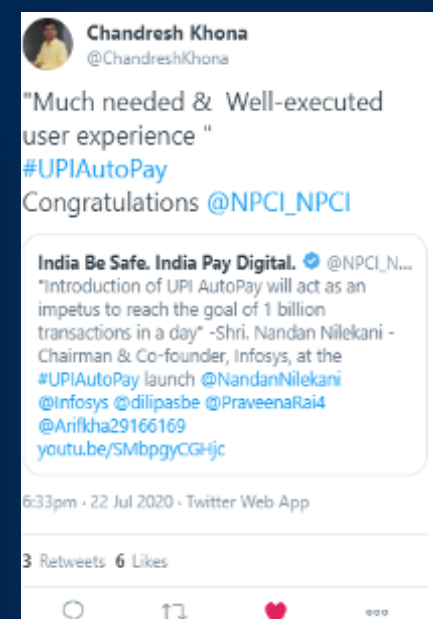 Chandresh Khona
@ChandreshKhona
"Much needed & Well-executed
user experience "
#UPIAutoPay
Congratulations @NPCI_NPCI
India Be Safe. India Pay Digital. @NPCI_N...
"Introduction of UPI AutoPay will act as an
impetus to reach the goal of 1 billion
transactions in a day" -Shri. Nandan Nilekani -
Chairman & Co-founder, Infosys, at the
#UPIAutoPay launch @NandanNilekani
@Infosys @dilipasbe @PraveenaRai4
@Arifkha29166169
youtu.be/SMbpgyCGHjc
6:33pm · 22 Jul 2020 · Twitter Web App
3 Retweets 6 Likes